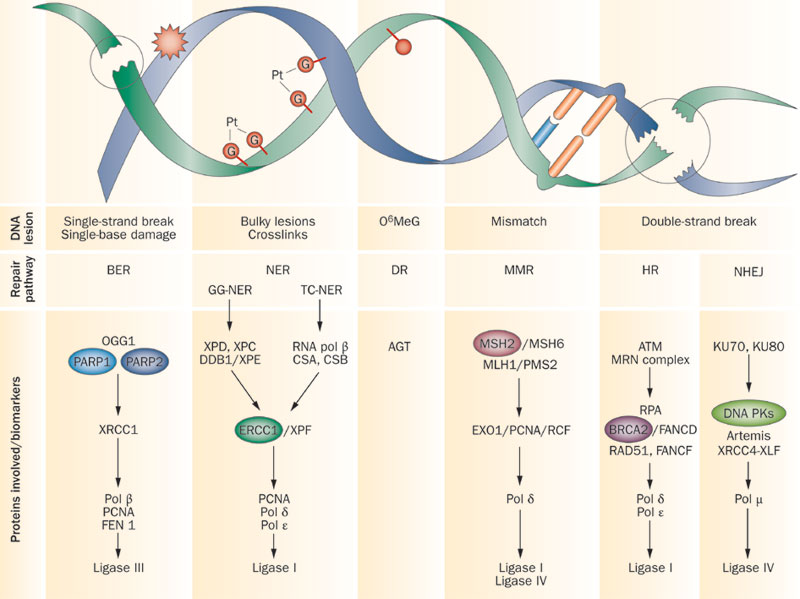 Pt
G
G
Pt
G
G
DNA lesion
Single-strand break
Single-base damage
Bulky lesions
Crosslinks
O⁶MeG
Mismatch
Double-strand break
Repair pathway
BER
NER
GG-NER
TC-NER
DR
MMR
HR
NHEJ
Proteins involved/biomarkers
OGG1
PARP1
PARP2
XRCC1
Pol β
PCNA
FEN 1
Ligase III
XPD, XPC
DDB1/XPE
RNA pol β
CSA, CSB
ERCC1/XPF
PCNA
Pol δ
Pol ε
Ligase I
AGT
MSH2/MSH6
MLH1/PMS2
EXO1/PCNA/RCF
Pol δ
Ligase I
Ligase IV
ATM
MRN complex
RPA
BRCA2/FANCD
RAD51, FANCF
Pol δ
Pol ε
Ligase I
KU70, KU80
DNA PKs
Artemis
XRCC4-XLF
Pol μ
Ligase IV